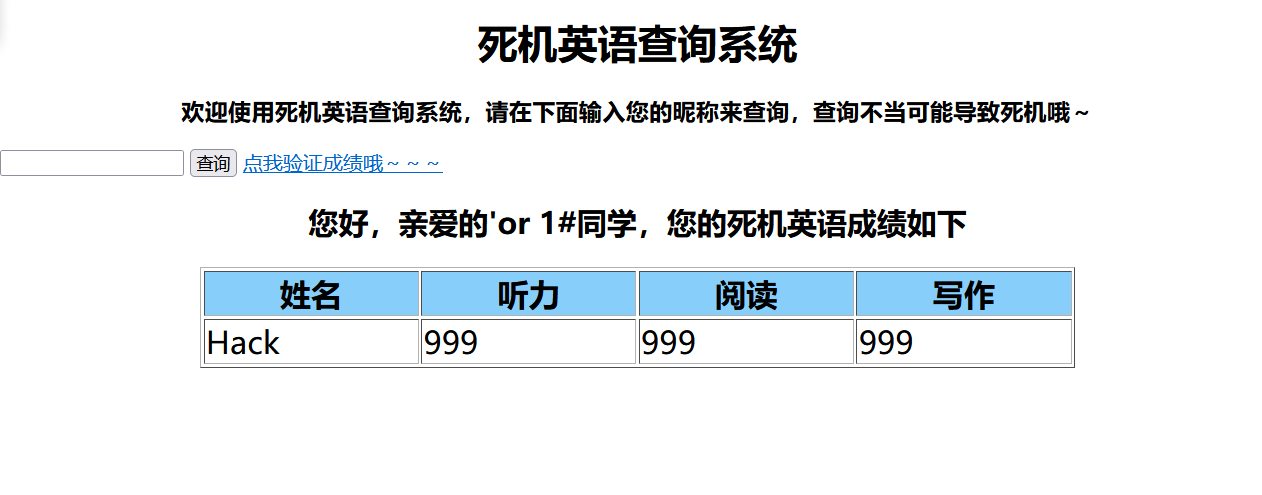 死机英语查询系统
欢迎使用死机英语查询系统，请在下面输入您的昵称来查询，查询不当可能导致死机哦～
查询 点我验证成绩哦～～～
您好，亲爱的'or 1#同学，您的死机英语成绩如下
姓名 听力 阅读 写作
Hack 999 999 999